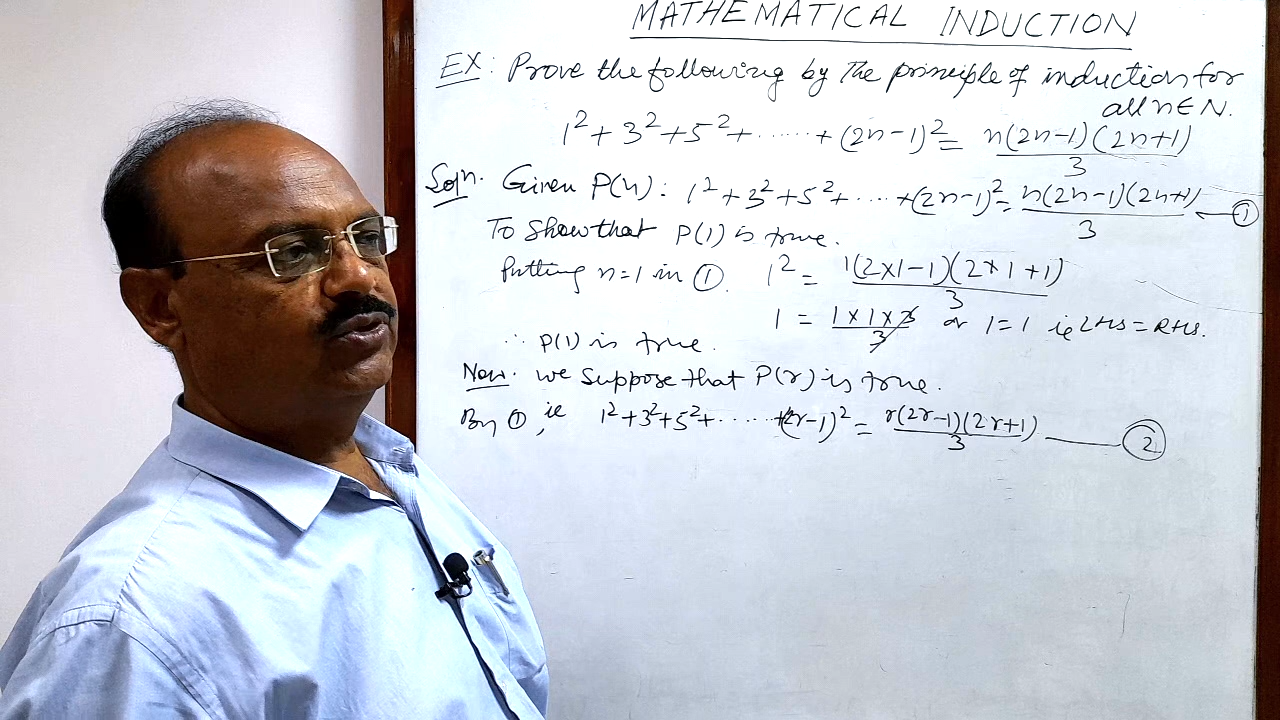 MATHEMATICAL INDUCTION
EX: Prove the following by the principle of induction for
all n ∈ N.
1² + 3² + 5² + ...... + (2n-1)² = n(2n-1)(2n+1)/3
Solⁿ. Given P(n): 1² + 3² + 5² + ..... + (2n-1)² = n(2n-1)(2n+1)/3 ①
To show that P(1) is true.
Putting n=1 in ① 1² = 1(2×1-1)(2×1+1)/3
1 = 1×1×3/3 or 1=1 ie LHS = RHS.
∴ P(1) is true.
Now. we suppose that P(r) is true.
By ①, ie 1²+3²+5²+......+(2r-1)² = r(2r-1)(2r+1)/3 ②